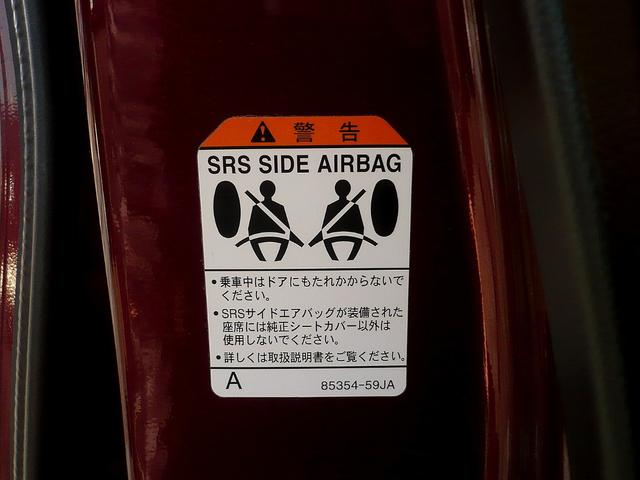 警告
SRS SIDE AIRBAG
•乗車中はドアにもたれかからないで
ください。
•SRSサイドエアバッグが装備された
座席には純正シートカバー以外は
使用しないでください。
•詳しくは取扱説明書をご覧ください。
A 85354-59JA